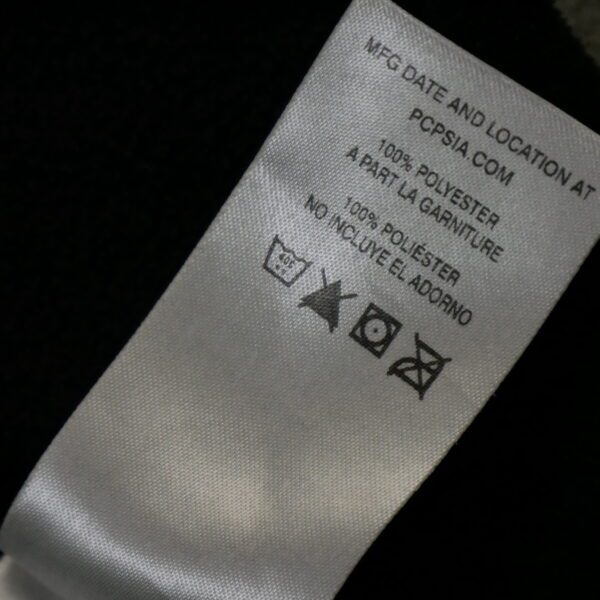 MFG DATE AND LOCATION AT
PCPSIA.COM
100% POLYESTER
A PART LA GARNITURE
100% POLIÉSTER
NO INCLUYE EL ADORNO